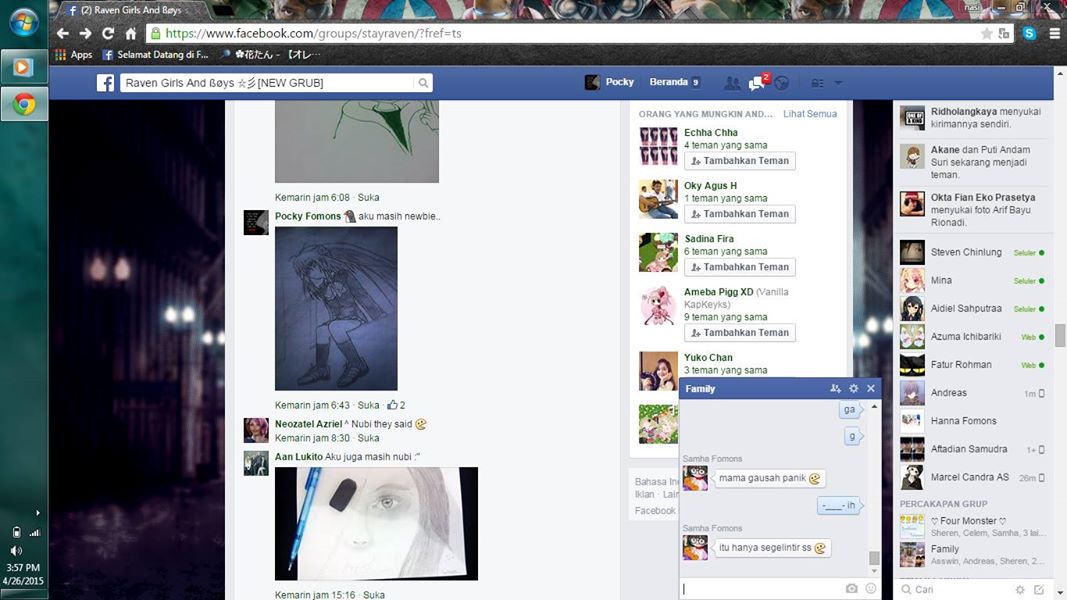 (2) Raven Girls And Bøys
nasi
https://www.facebook.com/groups/stayraven/?fref=ts
Apps
Selamat Datang di F...
✿花たん - 【オレ…
Raven Girls And ßøys ☆彡[NEW GRUB]
Pocky
Beranda 9
2
Kemarin jam 6:08 · Suka
Pocky Fomons aku masih newbie..
Kemarin jam 6:43 · Suka · 2
Neozatel Azriel ^ Nubi they said
Kemarin jam 8:30 · Suka
Aan Lukito Aku juga masih nubi :"
Kemarin jam 15:16 · Suka
ORANG YANG MUNGKIN AND...
Lihat Semua
Echha Chha
4 teman yang sama
Tambahkan Teman
Oky Agus H
1 teman yang sama
Tambahkan Teman
Sadina Fira
6 teman yang sama
Tambahkan Teman
Ameba Pigg XD (Vanilla
KapKeyks)
9 teman yang sama
Tambahkan Teman
Yuko Chan
3 teman yang sama
Bahasa In
Iklan · Lain
Facebook
Family
ga
g
Samha Fomons
mama gausah panik
-___- ih
Samha Fomons
itu hanya segelintir ss
Ridholangkaya menyukai
kirimannya sendiri.
Akane dan Puti Andam
Suri sekarang menjadi
teman.
Okta Fian Eko Prasetya
menyukai foto Arif Bayu
Rionadi.
Steven Chinlung
Seluler
Mina
Seluler
Aidiel Sahputraa
Seluler
Azuma Ichibariki
Web
Fatur Rohman
Web
Andreas
1m
Hanna Fomons
Aftadian Samudra
1+
Marcel Candra AS
26m
PERCAKAPAN GRUP
♡ Four Monster ♡
Sheren, Celem, Samha, 3 lai...
Family
Asswin, Andreas, Sheren, 2...
Cari
3:57 PM
4/26/2015